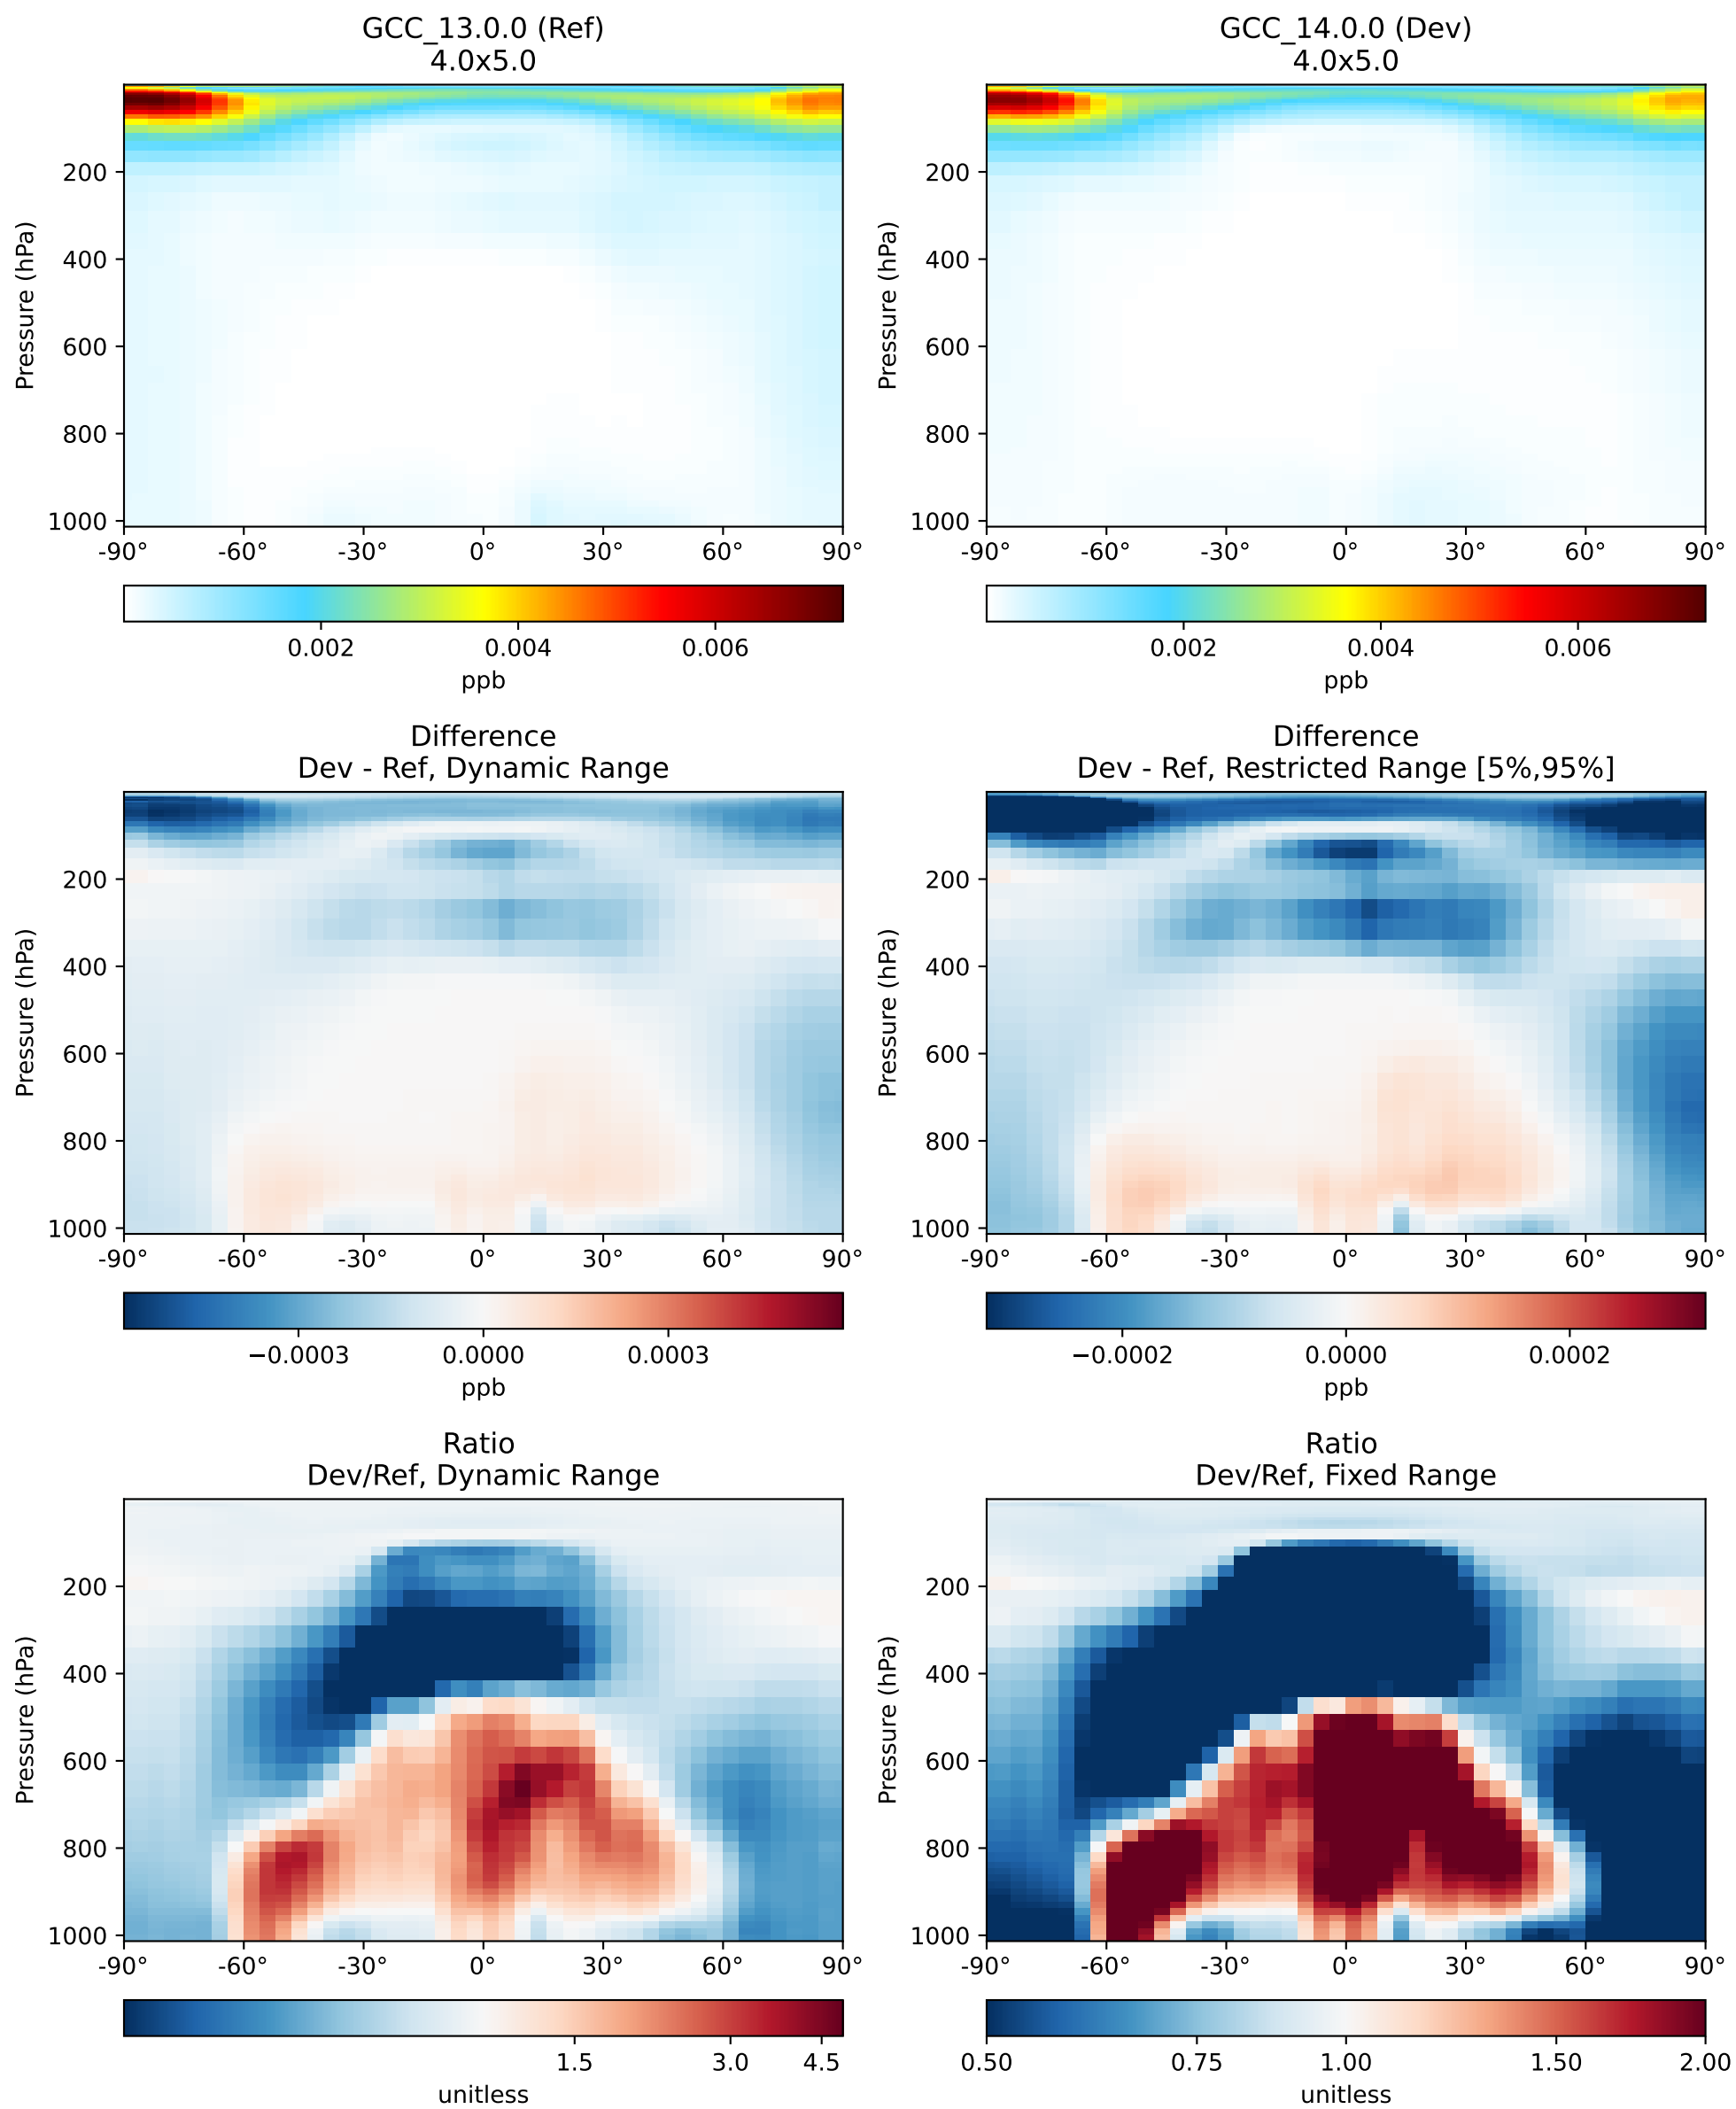 GCC_13.0.0 (Ref)
4.0x5.0
Pressure (hPa)
200
400
600
800
1000
-90° -60° -30° 0° 30° 60° 90°
0.002 0.004 0.006
ppb
GCC_14.0.0 (Dev)
4.0x5.0
Pressure (hPa)
200
400
600
800
1000
-90° -60° -30° 0° 30° 60° 90°
0.002 0.004 0.006
ppb
Difference
Dev - Ref, Dynamic Range
Pressure (hPa)
200
400
600
800
1000
-90° -60° -30° 0° 30° 60° 90°
−0.0003 0.0000 0.0003
ppb
Difference
Dev - Ref, Restricted Range [5%,95%]
Pressure (hPa)
200
400
600
800
1000
-90° -60° -30° 0° 30° 60° 90°
−0.0002 0.0000 0.0002
ppb
Ratio
Dev/Ref, Dynamic Range
Pressure (hPa)
200
400
600
800
1000
-90° -60° -30° 0° 30° 60° 90°
1.5 3.0 4.5
unitless
Ratio
Dev/Ref, Fixed Range
Pressure (hPa)
200
400
600
800
1000
-90° -60° -30° 0° 30° 60° 90°
0.50 0.75 1.00 1.50 2.00
unitless